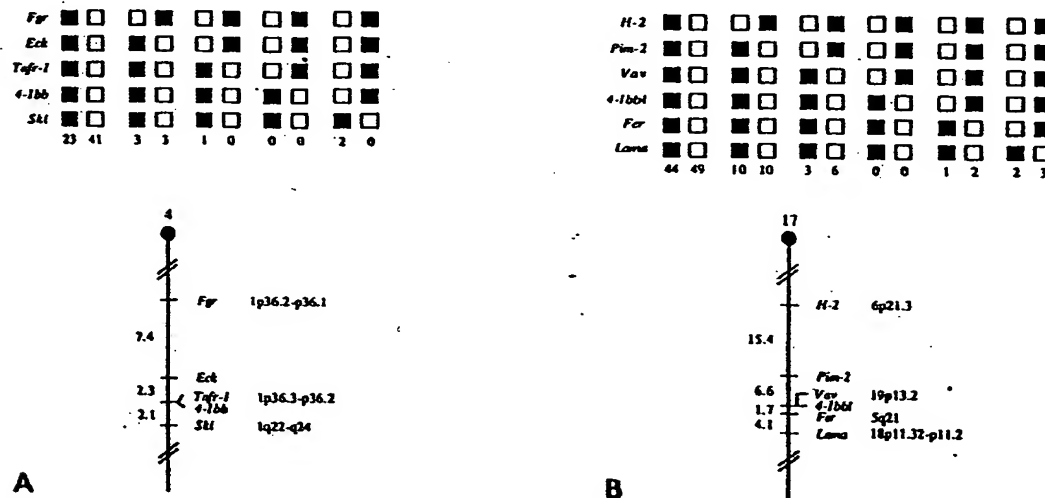 Fgr
Eck
Tnfr-1
4-1bb
Ski
23 41 3 3 1 0 0 0 2 0
4
Fgr 1p36.2-p36.1
7.4
Eck
2.3
Tnfr-1 1p36.3-p36.2
4-1bb
3.1
Ski 1q22-q24
A
H-2
Pim-2
Vav
4-1bbl
Fer
Lama
44 49 10 10 3 6 0 0 1 2 2 3
17
H-2 6p21.3
15.4
Pim-2
6.6
Vav 19p13.2
4-1bbl
1.7
Fer 5q21
4.1
Lama 18p11.32-p11.2
B